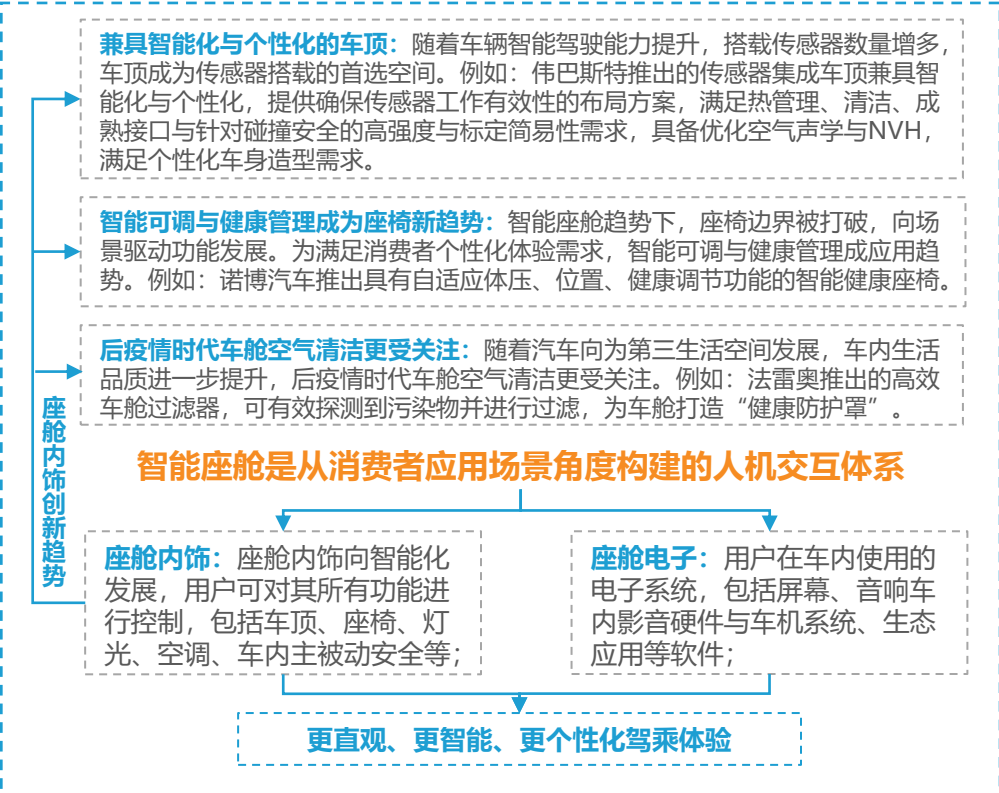 兼具智能化与个性化的车顶：随着车辆智能驾驶能力提升，搭载传感器数量增多，
车顶成为传感器搭载的首选空间。例如：伟巴斯特推出的传感器集成车顶兼具智
能化与个性化，提供确保传感器工作有效性的布局方案，满足热管理、清洁、成
熟接口与针对碰撞安全的高强度与标定简易性需求，具备优化空气声学与NVH，
满足个性化车身造型需求。
智能可调与健康管理成为座椅新趋势：智能座舱趋势下，座椅边界被打破，向场
景驱动功能发展。为满足消费者个性化体验需求，智能可调与健康管理成应用趋
势。例如：诺博汽车推出具有自适应体压、位置、健康调节功能的智能健康座椅。
后疫情时代车舱空气清洁更受关注：随着汽车向为第三生活空间发展，车内生活
品质进一步提升，后疫情时代车舱空气清洁更受关注。例如：法雷奥推出的高效
车舱过滤器，可有效探测到污染物并进行过滤，为车舱打造“健康防护罩”。
座舱内饰创新趋势
智能座舱是从消费者应用场景角度构建的人机交互体系
座舱内饰：座舱内饰向智能化
发展，用户可对其所有功能进
行控制，包括车顶、座椅、灯
光、空调、车内主被动安全等；
座舱电子：用户在车内使用的
电子系统，包括屏幕、音响车
内影音硬件与车机系统、生态
应用等软件；
更直观、更智能、更个性化驾乘体验